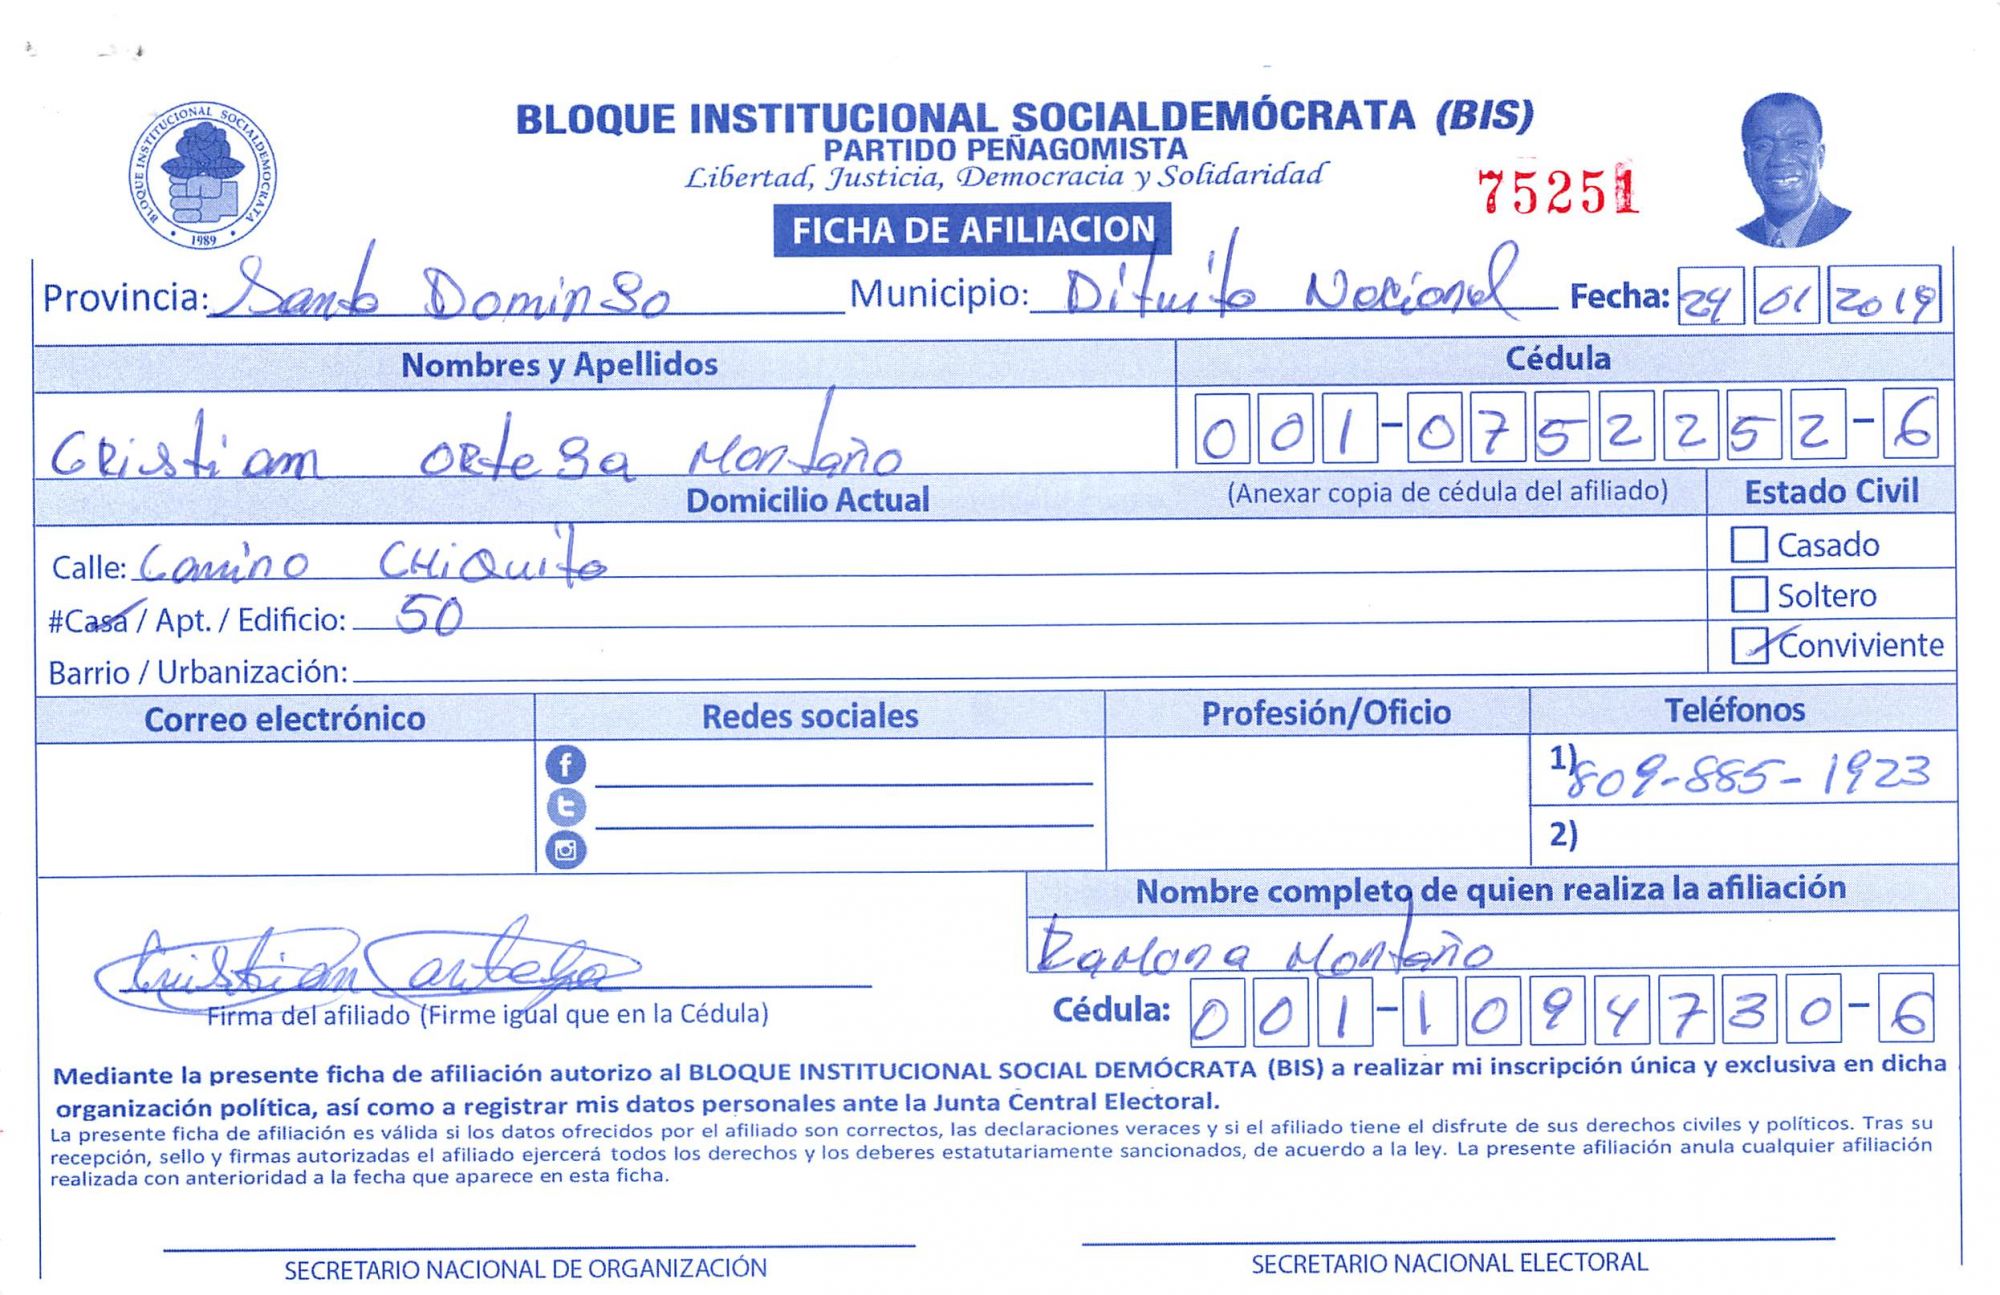 BLOQUE INSTITUCIONAL SOCIALDEMÓCRATA (BIS)
BLOQUE INSTITUCIONAL SOCIALDEMOCRATA
1989
PARTIDO PEÑAGOMISTA
Libertad, Justicia, Democracia y Solidaridad
75251
FICHA DE AFILIACION
Provincia: Santo Domingo Municipio: Ditrito Nacional Fecha: 24 01 2019
Nombres y Apellidos Cédula
Cristiam Ortega Montaño 001-0752252-6
Domicilio Actual (Anexar copia de cédula del afiliado) Estado Civil
Calle: Camino CHiQuito Casado
#Casa / Apt. / Edificio: 50 Soltero
Barrio / Urbanización: Conviviente
Correo electrónico Redes sociales Profesión/Oficio Teléfonos
1) 809-885-1923
2)
Nombre completo de quien realiza la afiliación
Ramona Montaño
Cristian Ortega
Firma del afiliado (Firme igual que en la Cédula) Cédula: 001-1094730-6
Mediante la presente ficha de afiliación autorizo al BLOQUE INSTITUCIONAL SOCIAL DEMÓCRATA (BIS) a realizar mi inscripción única y exclusiva en dicha
organización política, así como a registrar mis datos personales ante la Junta Central Electoral.
La presente ficha de afiliación es válida si los datos ofrecidos por el afiliado son correctos, las declaraciones veraces y si el afiliado tiene el disfrute de sus derechos civiles y políticos. Tras su
recepción, sello y firmas autorizadas el afiliado ejercerá todos los derechos y los deberes estatutariamente sancionados, de acuerdo a la ley. La presente afiliación anula cualquier afiliación
realizada con anterioridad a la fecha que aparece en esta ficha.
SECRETARIO NACIONAL DE ORGANIZACIÓN SECRETARIO NACIONAL ELECTORAL